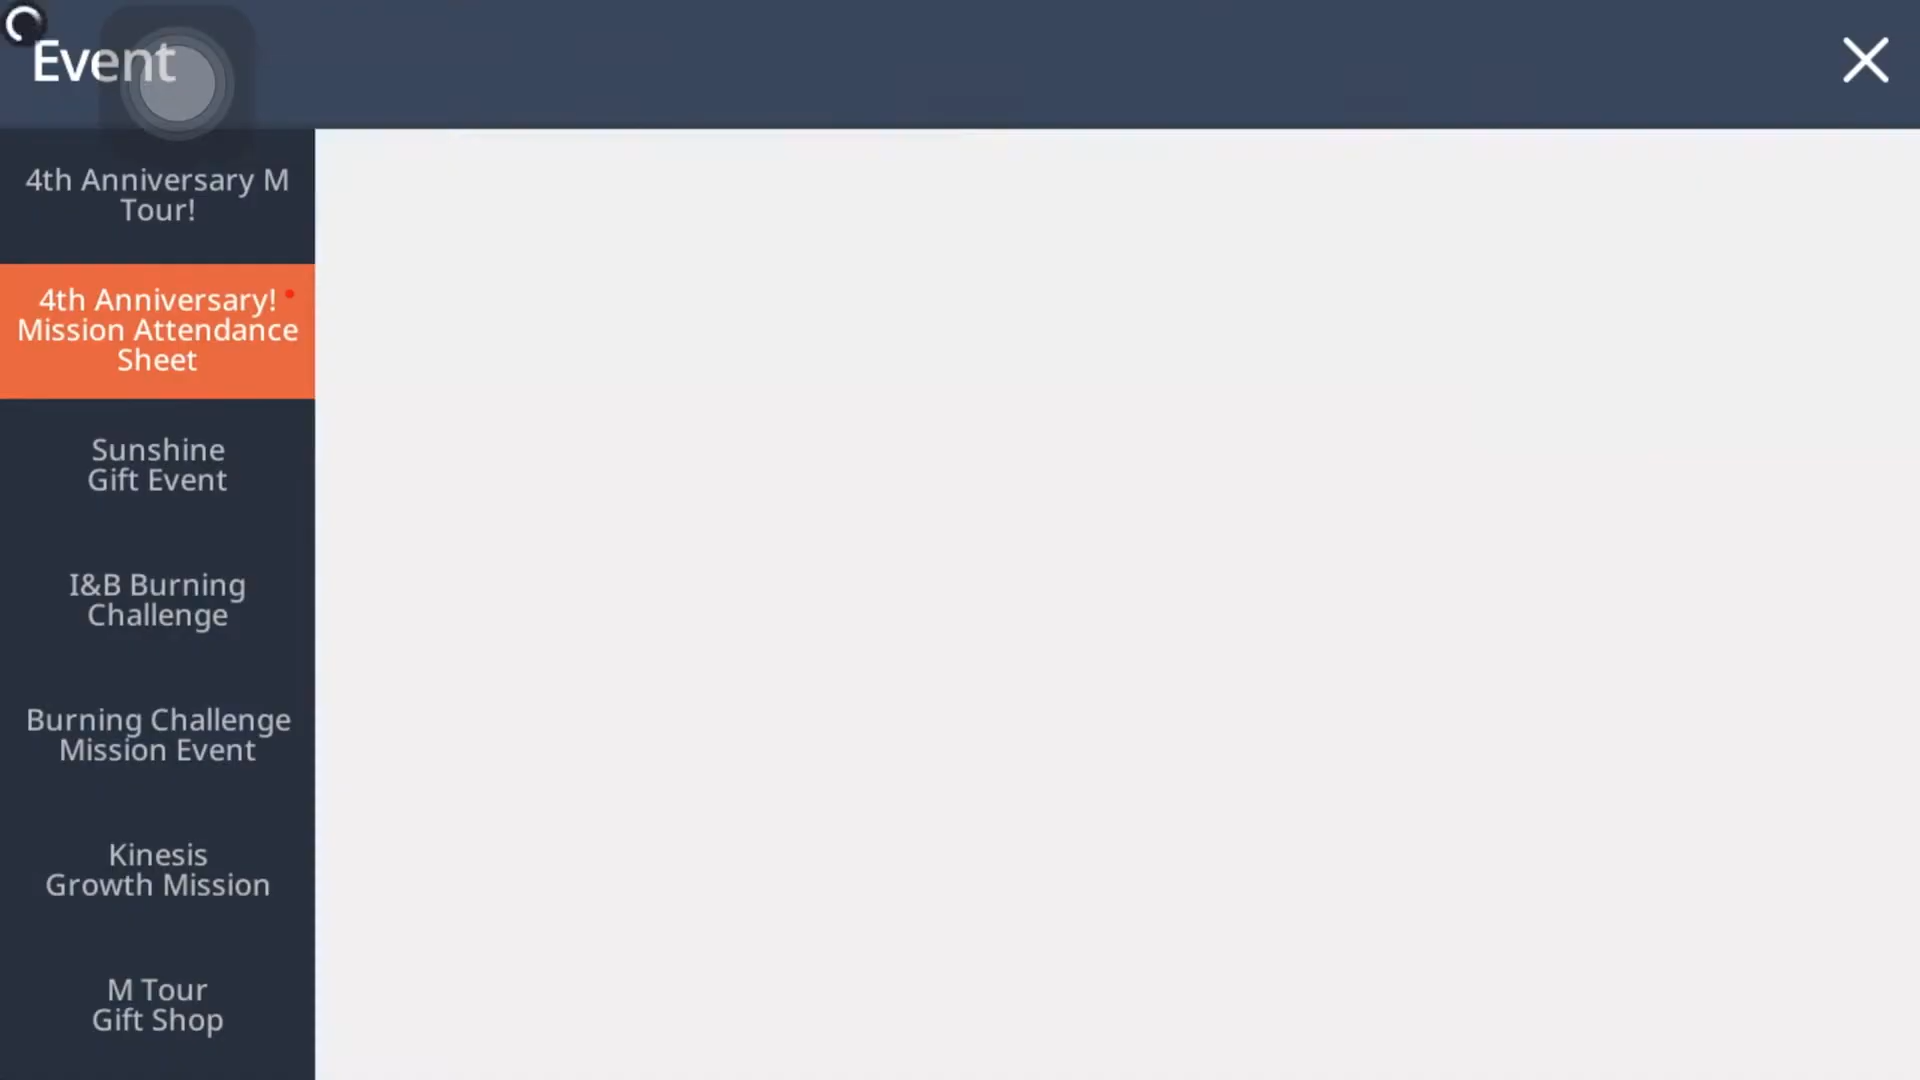 Event
4th Anniversary M
Tour!
4th Anniversary!
Mission Attendance
Sheet
Sunshine
Gift Event
I&B Burning
Challenge
Burning Challenge
Mission Event
Kinesis
Growth Mission
M Tour
Gift Shop